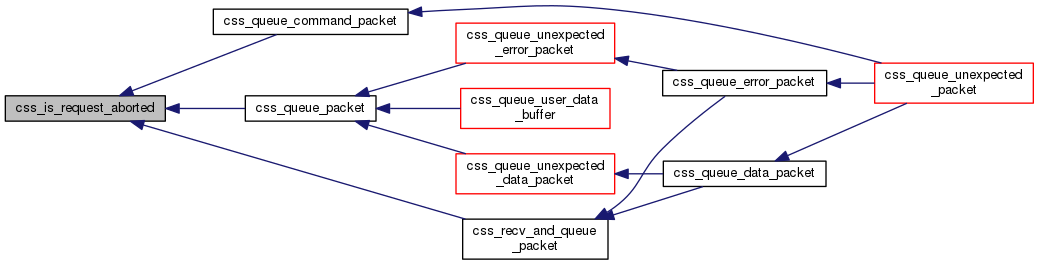 css_queue_command_packet
css_queue_unexpected
_error_packet
css_queue_unexpected
_packet
css_queue_error_packet
css_is_request_aborted
css_queue_packet
css_queue_user_data
_buffer
css_queue_unexpected
_data_packet
css_queue_data_packet
css_recv_and_queue
_packet